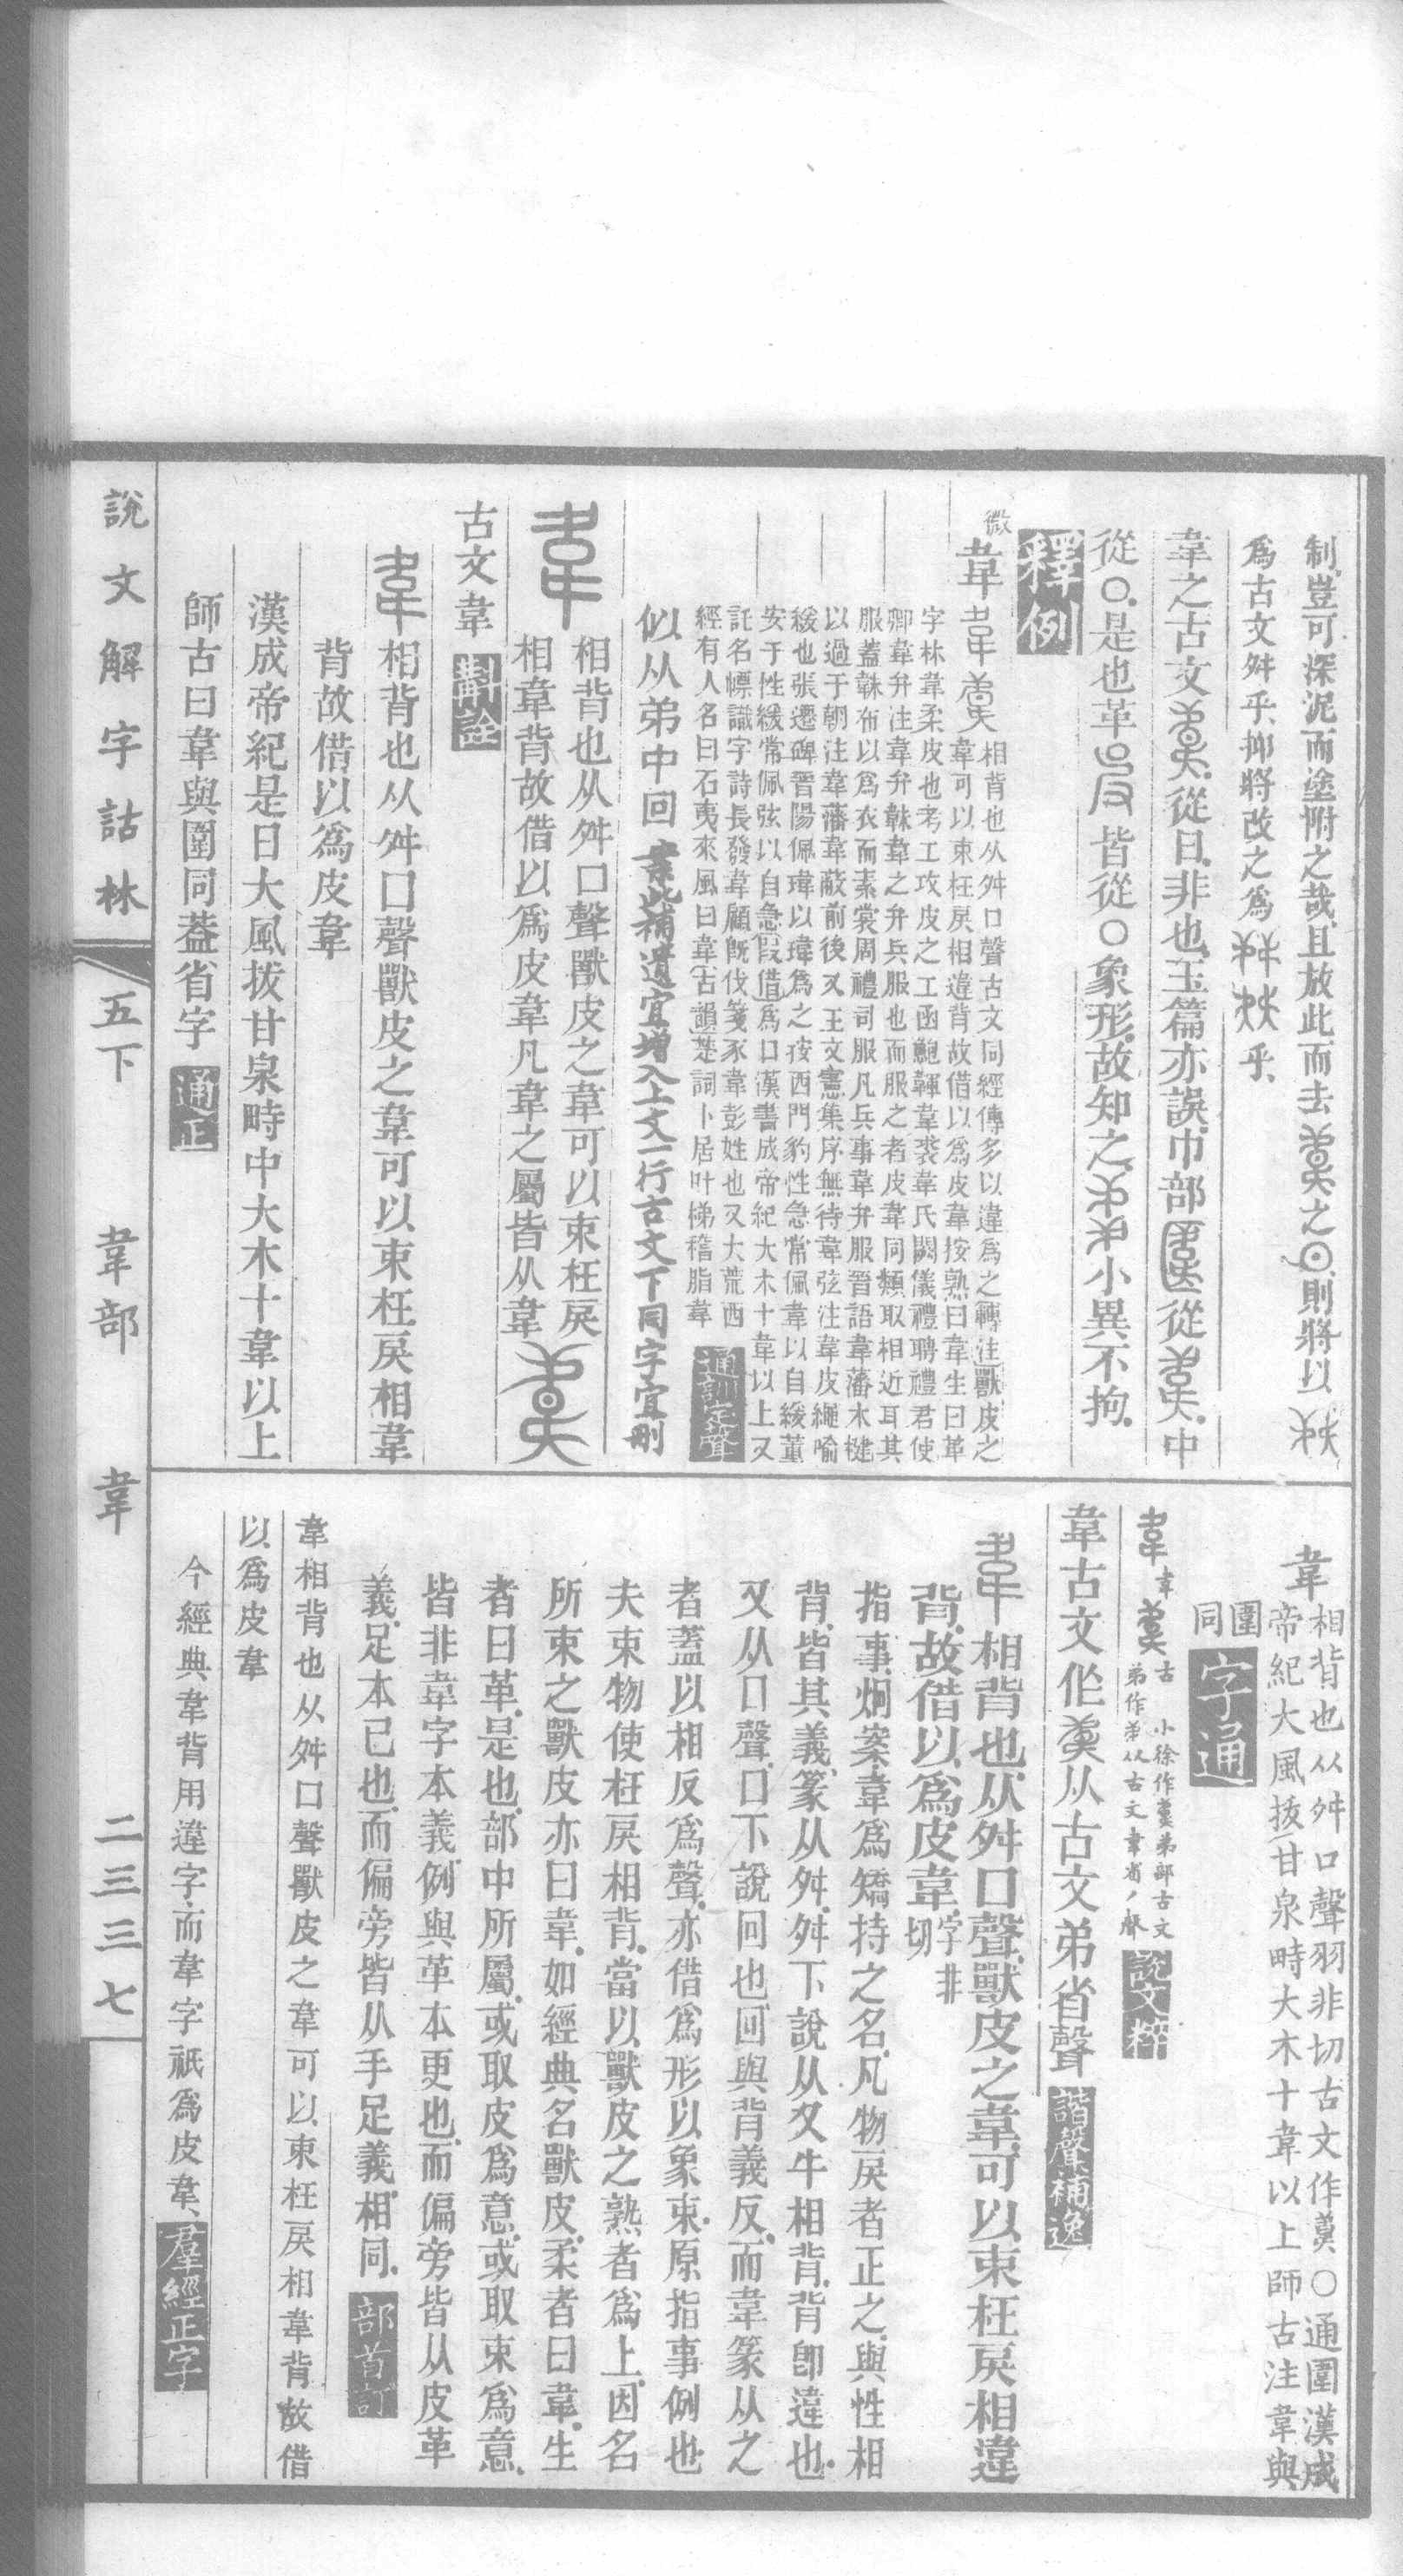 制豈可深泥而塗附之哉且放此而去之則將以
爲古文舛乎抑將改之爲乎
韋之古文從日非也玉篇亦誤巾部從中
從〇是也革皆從〇象形故知之小異不拘
釋例
微
韋
相背也从舛口聲古文同經傳多以違爲之轉注獸皮之
韋可以束枉戾相違背故借以爲皮韋按熟曰韋生曰革
字林韋柔皮也考工攻皮之工函鮑韗韋裘韋氏闕儀禮聘禮君使
卿韋弁注韋弁韎韋之弁兵服也而服之者皮韋同類取相近耳其
服蓋韎布以爲衣而素裳周禮司服凡兵事韋弁服晉語韋藩木楗
以過于朝注韋藩韋蔽前後又王文憲集序無待韋弦注韋皮繩喻
緩也張遷碑晉陽佩瑋以瑋爲之按西門豹性急常佩韋以自緩董
安于性緩常佩弦以自急假借爲口漢書成帝紀大木十韋以上又
託名幖識字詩長發韋顧既伐箋豕韋彭姓也又大荒西
經有人名曰石夷來風曰韋古韻楚詞卜居叶梯稽脂韋
通訓定聲
似从弟中回
案此補遺宜增入上文一行古文下同字宜刪
韋
相背也从舛口聲獸皮之韋可以束枉戾
相韋背故借以爲皮韋凡韋之屬皆从韋
古文韋
斠詮
韋相背也从舛口聲獸皮之韋可以束枉戾相韋
背故借以爲皮韋
漢成帝紀是日大風拔甘泉畤中大木十韋以上
師古曰韋與圍同葢省字
通正
韋
相背也从舛口聲羽非切古文作〇通圍漢成
帝紀大風拔甘泉畤大木十韋以上師古注韋與
圍同
字通
韋
韋
古
小徐作弟部古文
弟作从古文韋省丿聲
說文粹
韋古文作从古文弟省聲
諧聲補逸
韋相背也从舛口聲獸皮之韋可以束枉戾相違
背故借以爲皮韋
宇非切
指事炯案韋爲矯持之名凡物戾者正之與性相
背皆其義篆从舛舛下說从夊㐄相背背卽違也
又从口聲口下說回也回與背義反而韋篆从之
者蓋以相反爲聲亦借爲形以象束原指事例也
夫束物使枉戾相背當以獸皮之熟者爲上因名
所束之獸皮亦曰韋如經典名獸皮柔者曰韋生
者曰革是也部中所屬或取皮爲意或取束爲意
皆非韋字本義例與革本更也而偏旁皆从皮革
義足本已也而偏旁皆从手足義相同
部首訂
韋相背也从舛口聲獸皮之韋可以束枉戾相韋背故借
以爲皮韋
今經典韋背用違字而韋字祇爲皮韋
羣經正字
說文解字詁林
五下
韋部
韋
二三三七